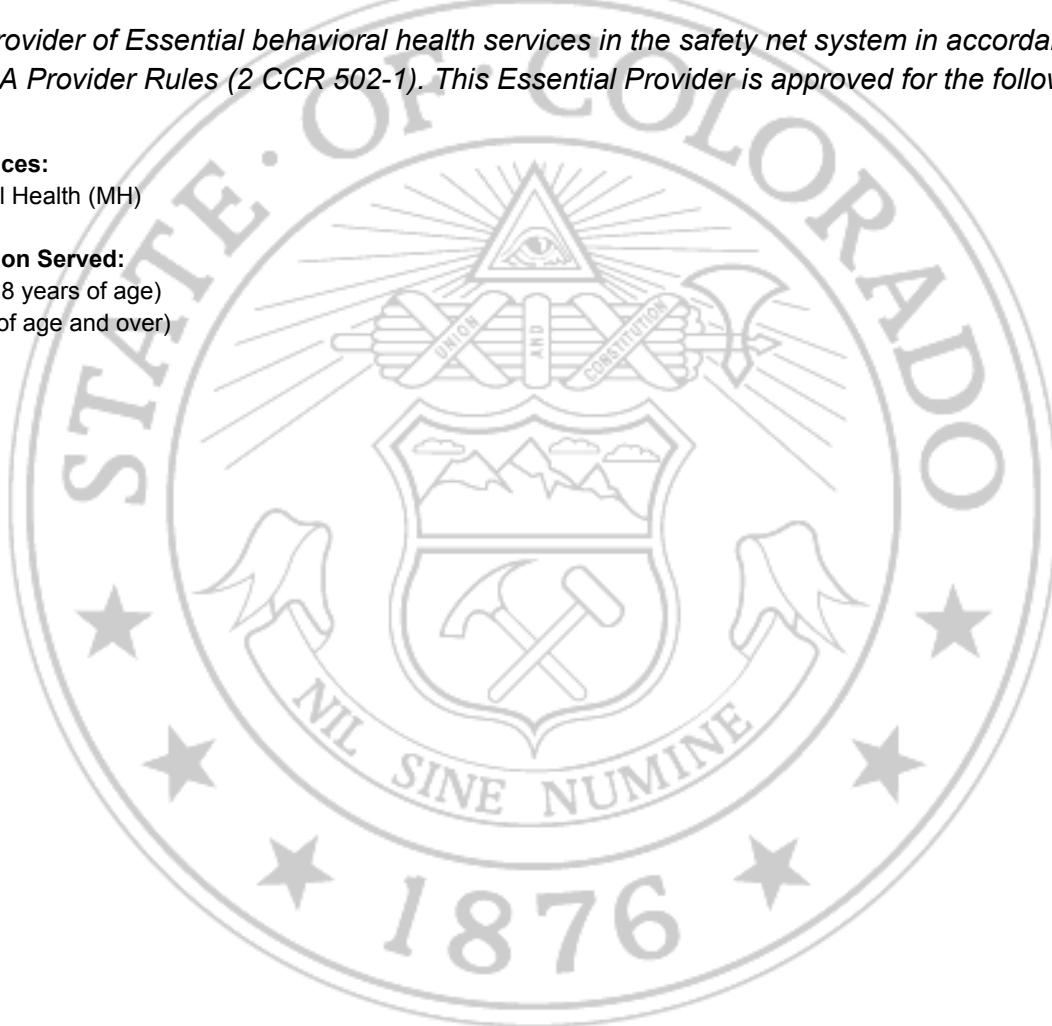 rovider of Essential behavioral health services in the safety net system in accorda
A Provider Rules (2 CCR 502-1). This Essential Provider is approved for the follow
ces:
l Health (MH)
on Served:
8 years of age)
of age and over)
STATE · OF · COLORADO
UNION AND CONSTITUTION
NIL SINE NUMINE
1876